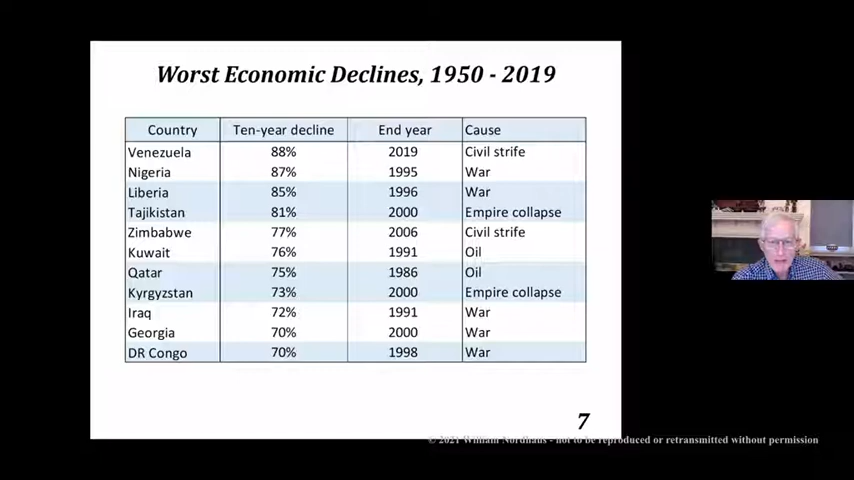 Worst Economic Declines, 1950 - 2019
Country Ten-year decline End year Cause
Venezuela 88% 2019 Civil strife
Nigeria 87% 1995 War
Liberia 85% 1996 War
Tajikistan 81% 2000 Empire collapse
Zimbabwe 77% 2006 Civil strife
Kuwait 76% 1991 Oil
Qatar 75% 1986 Oil
Kyrgyzstan 73% 2000 Empire collapse
Iraq 72% 1991 War
Georgia 70% 2000 War
DR Congo 70% 1998 War
7
© 2021 William Nordhaus - not to be reproduced or retransmitted without permission